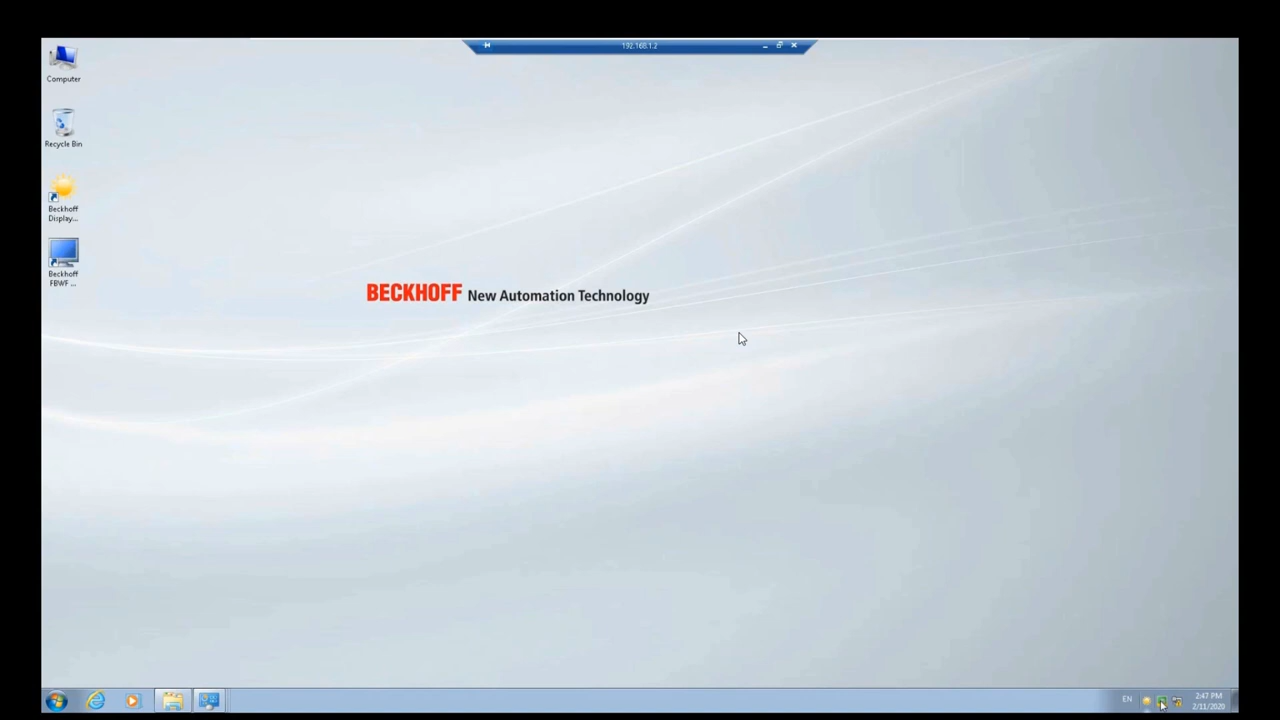 192.168.1.2
Computer
Recycle Bin
Beckhoff
Display...
Beckhoff
FBWF ...
BECKHOFF New Automation Technology
EN
2:47 PM
2/11/2020